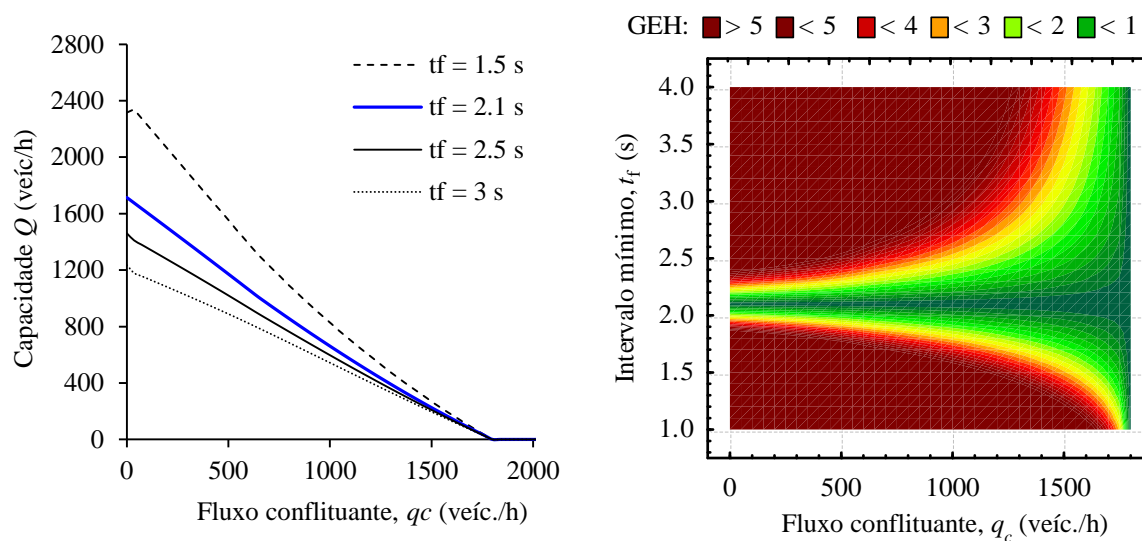 2800
2400
2000
1600
1200
800
400
0
Capacidade Q (veíc/h)
tf = 1.5 s
tf = 2.1 s
tf = 2.5 s
tf = 3 s
0 500 1000 1500 2000
Fluxo conflituante, qc (veíc./h)
GEH: > 5 < 5 < 4 < 3 < 2 < 1
4.0
3.5
3.0
2.5
2.0
1.5
1.0
Intervalo mínimo, tf (s)
0 500 1000 1500
Fluxo conflituante, qc (veíc./h)